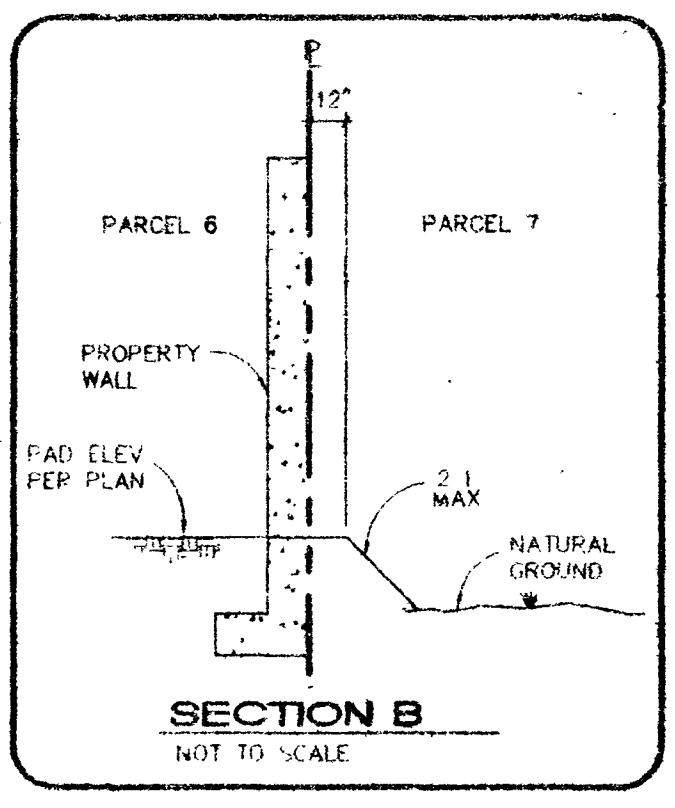 P
12"
PARCEL 6
PARCEL 7
PROPERTY
WALL
PAD ELEV
PER PLAN
2 1
MAX
NATURAL
GROUND
SECTION B
NOT TO SCALE